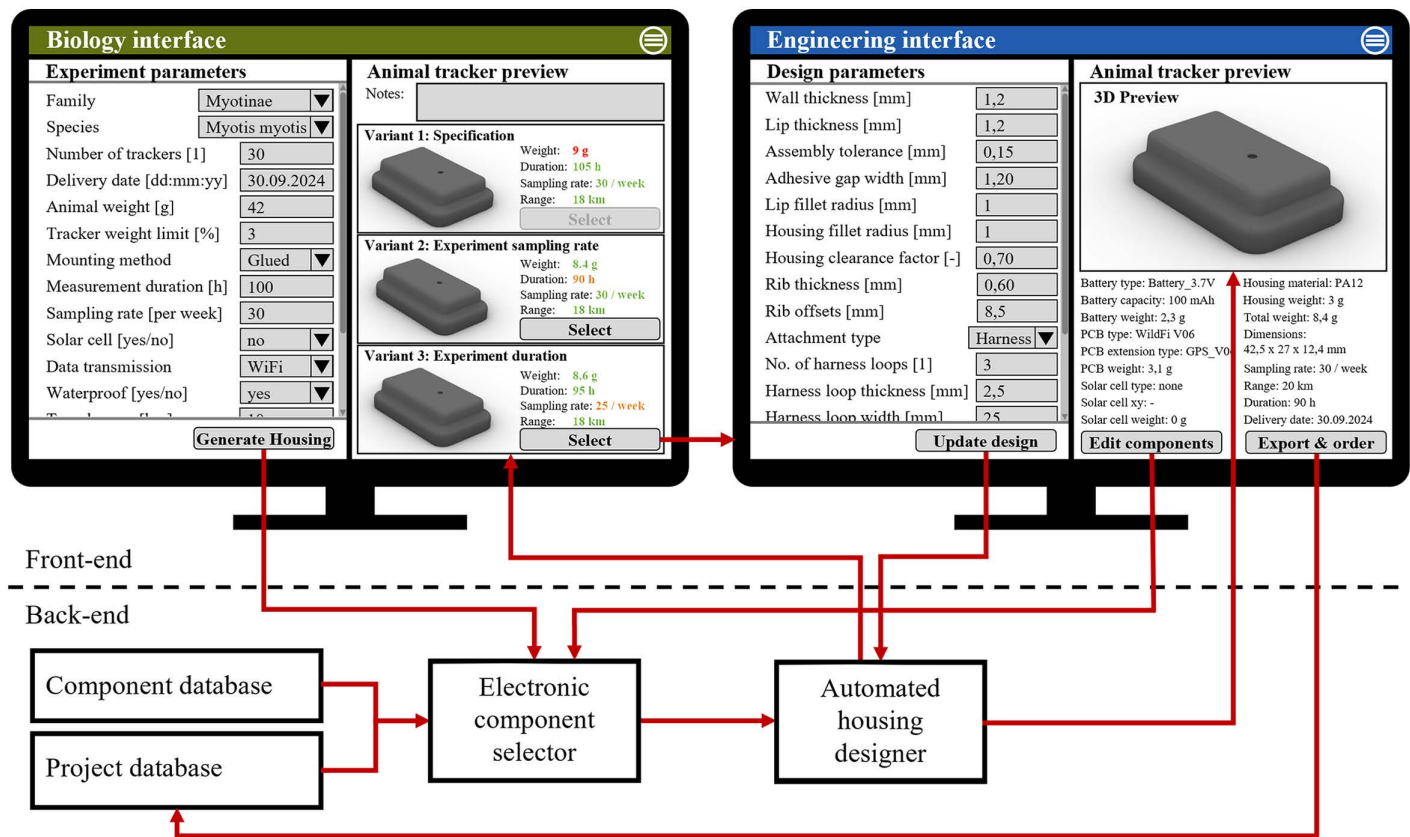 Biology interface
Experiment parameters
Family Myotinae
Species Myotis myotis
Number of trackers [1] 30
Delivery date [dd:mm:yy] 30.09.2024
Animal weight [g] 42
Tracker weight limit [%] 3
Mounting method Glued
Measurement duration [h] 100
Sampling rate [per week] 30
Solar cell [yes/no] no
Data transmission WiFi
Waterproof [yes/no] yes
Generate Housing
Animal tracker preview
Notes:
Variant 1: Specification
Weight: 9 g
Duration: 105 h
Sampling rate: 30 / week
Range: 18 km
Select
Variant 2: Experiment sampling rate
Weight: 8.4 g
Duration: 90 h
Sampling rate: 30 / week
Range: 18 km
Select
Variant 3: Experiment duration
Weight: 8,6 g
Duration: 95 h
Sampling rate: 25 / week
Range: 18 km
Select
Engineering interface
Design parameters
Wall thickness [mm] 1,2
Lip thickness [mm] 1,2
Assembly tolerance [mm] 0,15
Adhesive gap width [mm] 1,20
Lip fillet radius [mm] 1
Housing fillet radius [mm] 1
Housing clearance factor [-] 0,70
Rib thickness [mm] 0,60
Rib offsets [mm] 8,5
Attachment type Harness
No. of harness loops [1] 3
Harness loop thickness [mm] 2,5
Harness loop width [mm] 25
Update design
Animal tracker preview
3D Preview
Battery type: Battery_3.7V
Battery capacity: 100 mAh
Battery weight: 2,3 g
PCB type: WildFi V06
PCB extension type: GPS_V0
PCB weight: 3,1 g
Solar cell type: none
Solar cell xy: -
Solar cell weight: 0 g
Housing material: PA12
Housing weight: 3 g
Total weight: 8,4 g
Dimensions:
42,5 x 27 x 12,4 mm
Sampling rate: 30 / week
Range: 20 km
Duration: 90 h
Delivery date: 30.09.2024
Edit components
Export & order
Front-end
Back-end
Component database
Project database
Electronic
component
selector
Automated
housing
designer